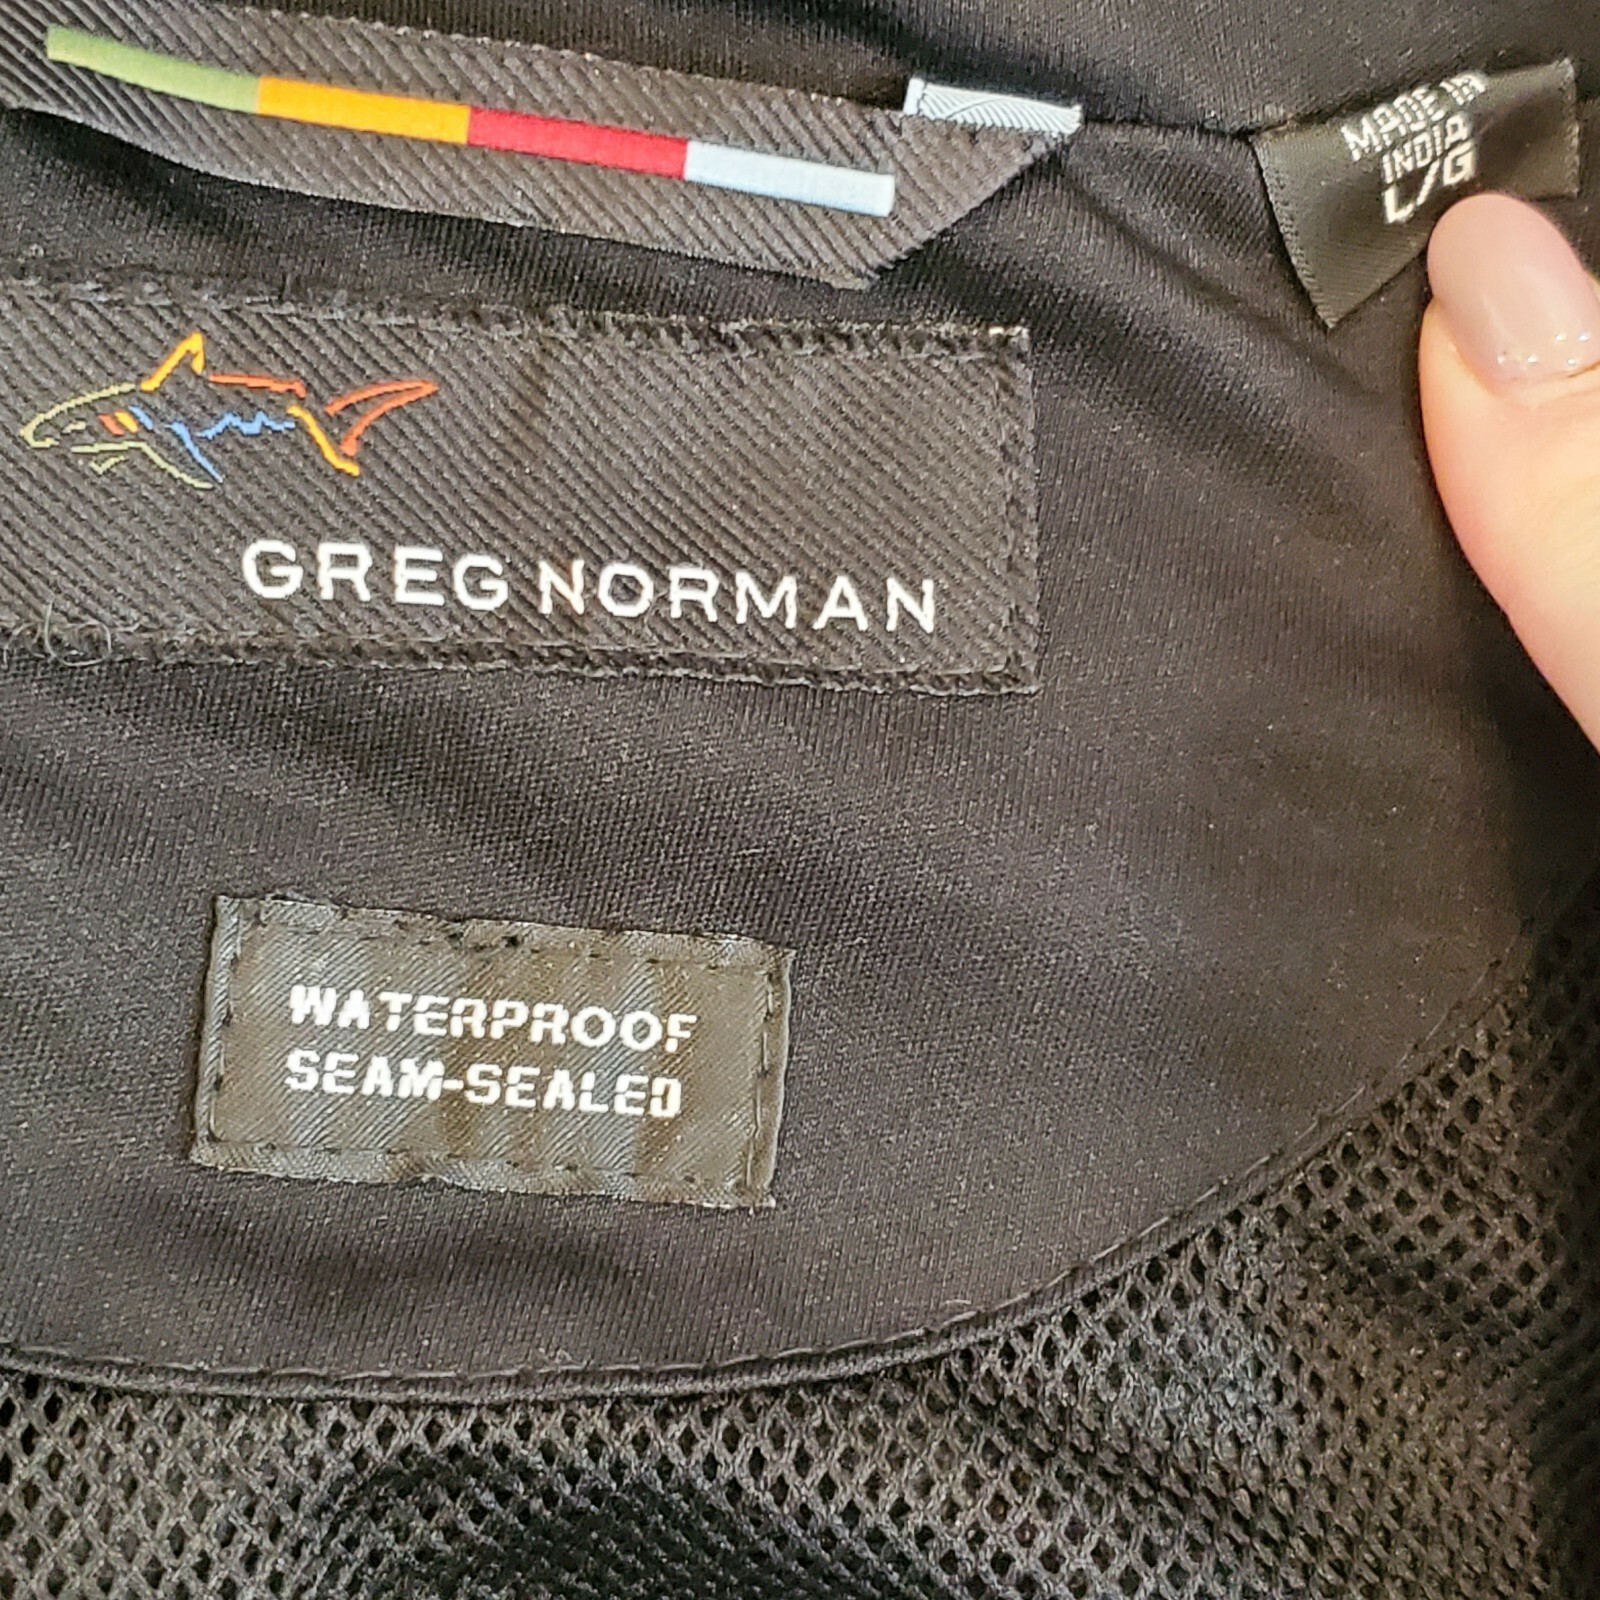 MADE IN
INDIA
L/G
GREG NORMAN
WATERPROOF
SEAM-SEALED